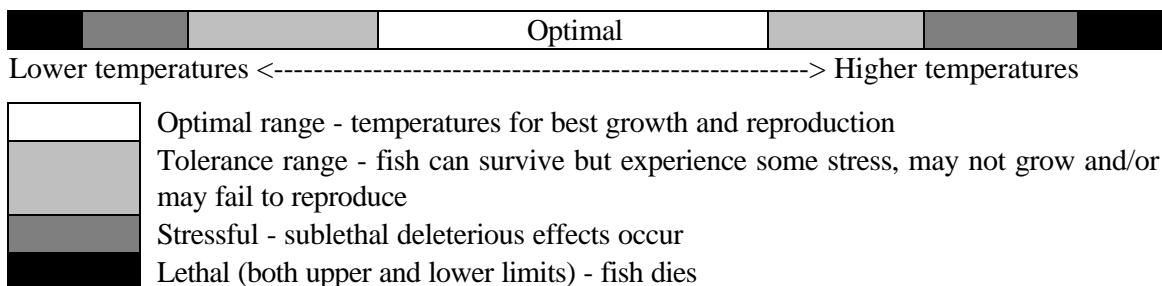 Optimal
Lower temperatures <------------------------------------------------------> Higher temperatures
Optimal range - temperatures for best growth and reproduction
Tolerance range - fish can survive but experience some stress, may not grow and/or
may fail to reproduce
Stressful - sublethal deleterious effects occur
Lethal (both upper and lower limits) - fish dies